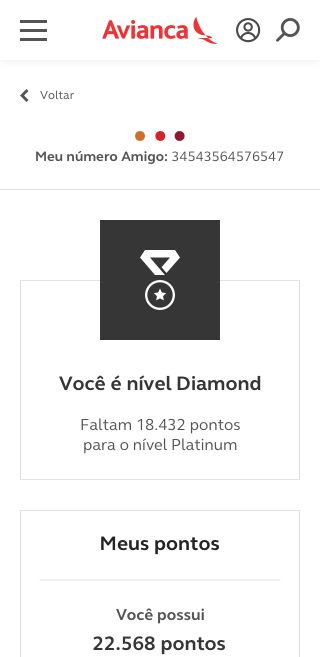 Avianca
Voltar
Meu número Amigo: 34543564576547
Você é nível Diamond
Faltam 18.432 pontos
para o nível Platinum
Meus pontos
Você possui
22.568 pontos